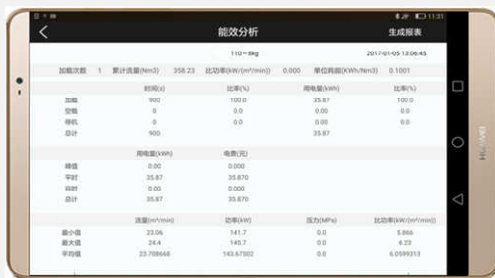 11:31
能效分析 生成报表
110~8kg 2017-01-05 13:06:45
加载次数 1 累计流量(Nm3) 358.23 比功率(kW/(m³/min)) 0.000 单位耗能(KWh/Nm3) 0.1001
时间(s) 比率(%) 用电量(kWh) 比率(%)
加载 900 100.0 35.87 100.0
空载 0 0.0 0.00 0.0
停机 0 0.0 0.00 0.0
总计 900 35.87
用电量(kWh) 电费(元)
峰值 0.00 0.000
平时 35.87 35.870
谷时 0.00 0.000
总计 35.87 35.870
流量(m³/min) 功率(kW) 压力(MPa) 比功率(kW/(m³/min))
最小值 23.06 141.7 0.0 5.866
最大值 24.4 145.7 0.0 6.23
平均值 23.708668 143.67502 0.0 6.0599313
HUAWEI